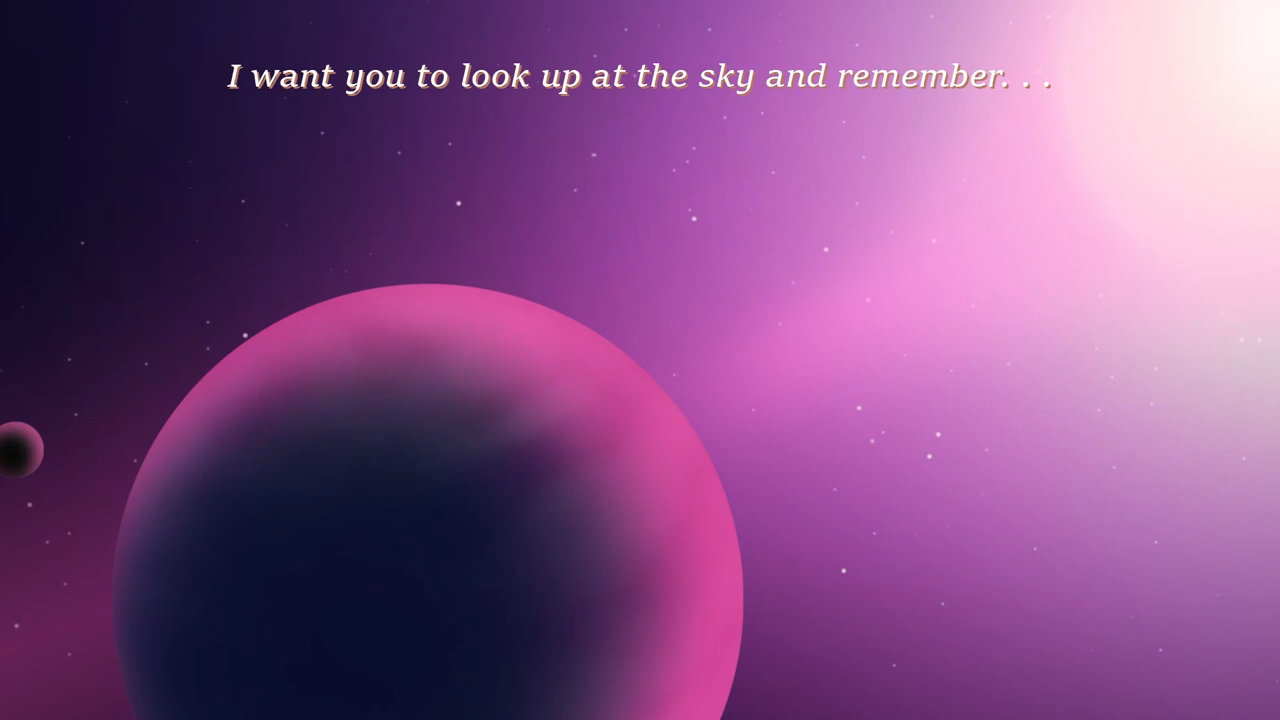 I want you to look up at the sky and remember. . .